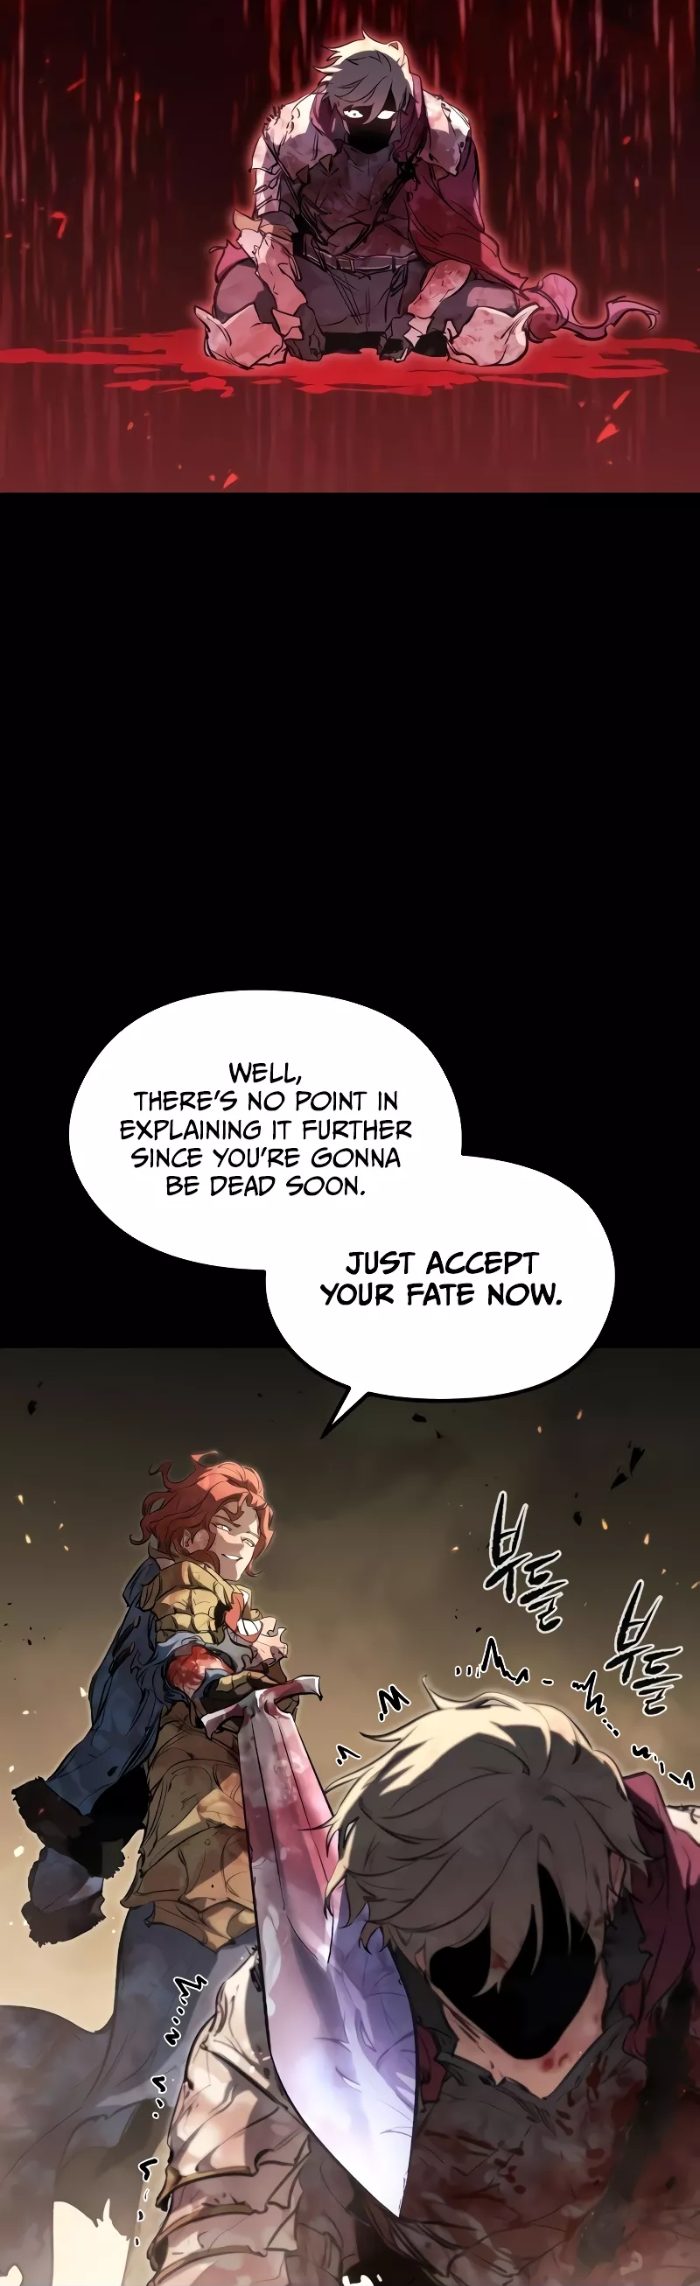 WELL,
THERE'S NO POINT IN
EXPLAINING IT FURTHER
SINCE YOU'RE GONNA
BE DEAD SOON.
JUST ACCEPT
YOUR FATE NOW.
부들
부들